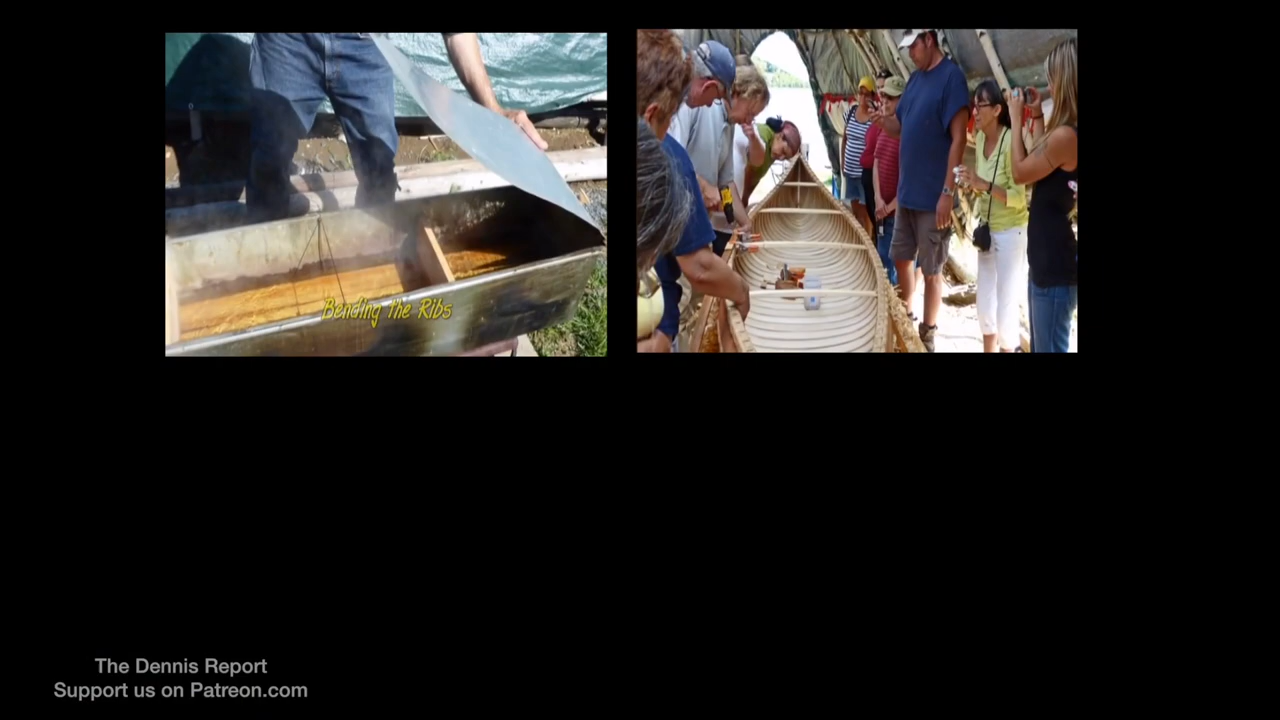 Bending the Ribs
The Dennis Report
Support us on Patreon.com